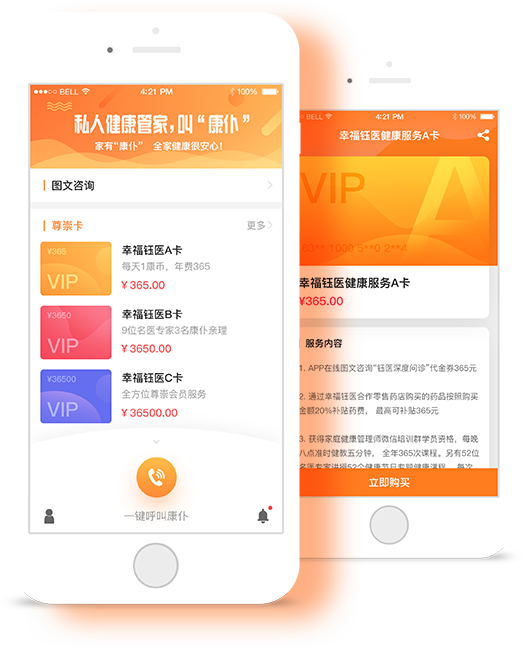 BELL 4:21 PM 100%
私人健康管家,叫“康仆”
家有“康仆” 全家健康很安心!
图文咨询
尊崇卡
更多
¥365
VIP
幸福钰医A卡
每天1康币，年费365
¥365.00
¥3650
VIP
幸福钰医B卡
9位名医专家3名康仆亲理
¥3650.00
¥36500
VIP
幸福钰医C卡
全方位尊崇会员服务
¥36500.00
一键呼叫康仆
BELL 4:21 PM 100%
幸福钰医健康服务A卡
VIP
A
63** 1000 5**0 2**4
幸福钰医健康服务A卡
¥365.00
服务内容
1. APP在线图文咨询“钰医深度问诊”代金券365元
2. 通过幸福钰医合作零售药店购买的药品按照购买
金额20%补贴药费， 最高可补贴365元
3. 获得家庭健康管理师微信培训群学员资格，每晚
八点准时健教五分钟， 全年365次课程。另有52位
名医专家讲授52个健康节日专题健康课程， 每次
立即购买